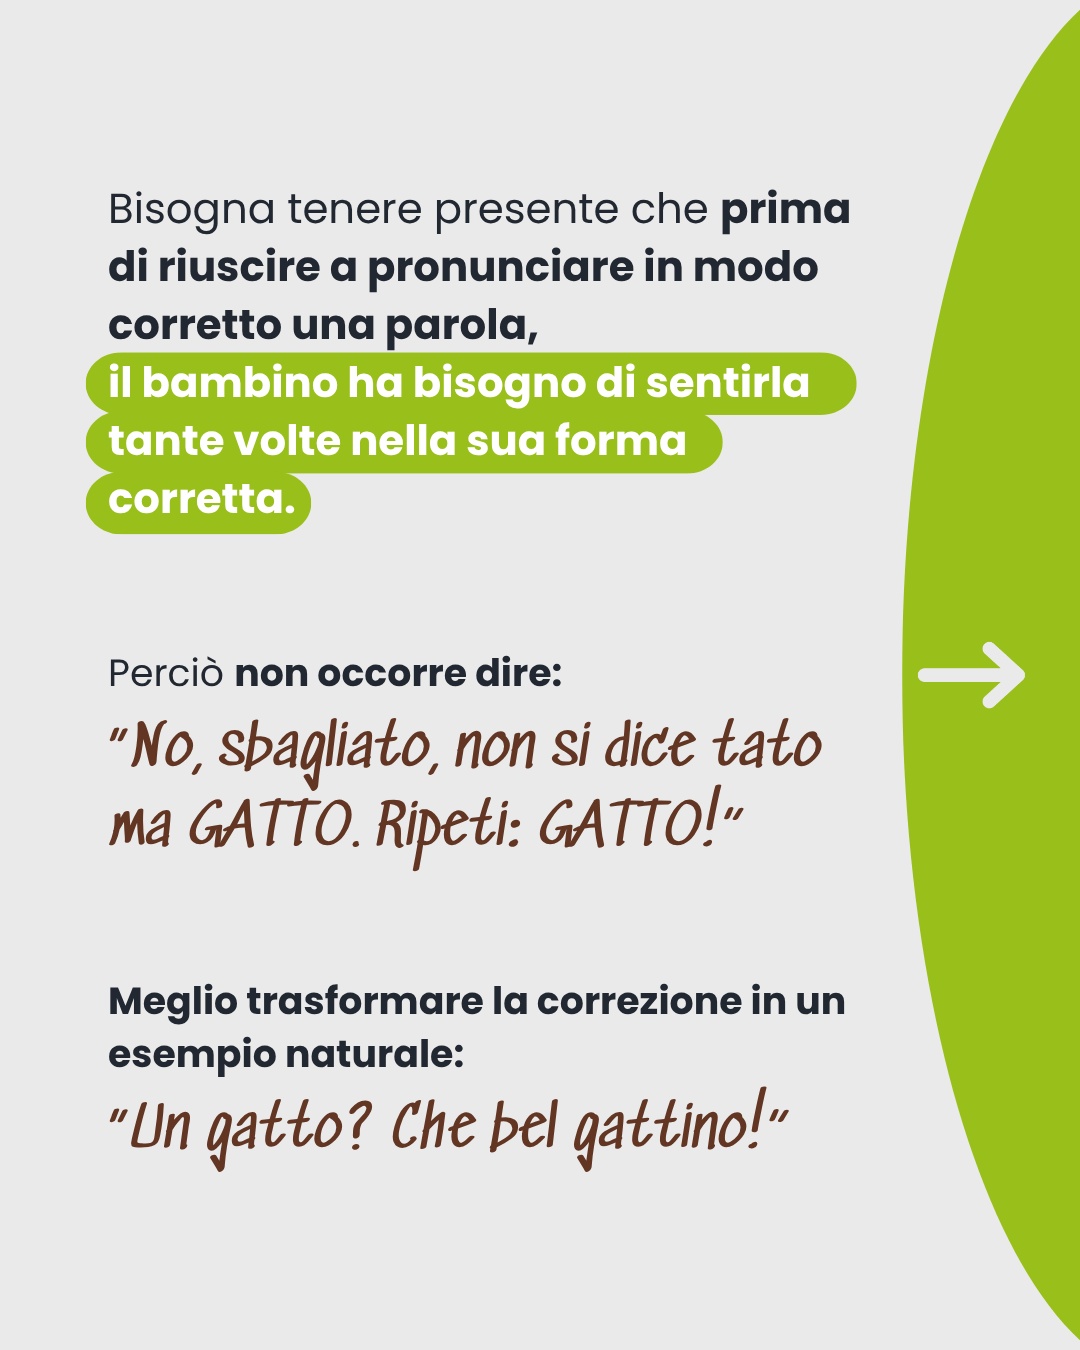 Bisogna tenere presente che prima
di riuscire a pronunciare in modo
corretto una parola,
il bambino ha bisogno di sentirla
tante volte nella sua forma
corretta.
Perciò non occorre dire:
"No, sbagliato, non si dice tato
ma GATTO. Ripeti: GATTO!"
Meglio trasformare la correzione in un
esempio naturale:
"Un gatto? Che bel gattino!"